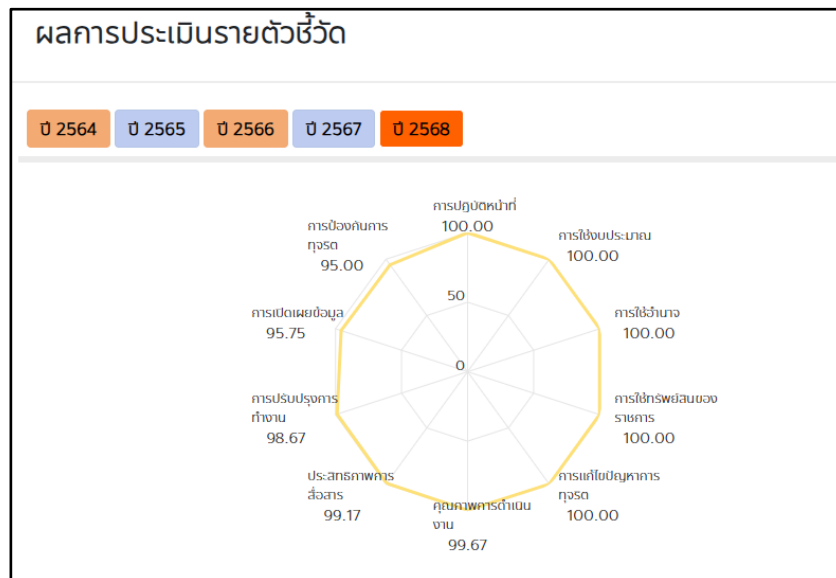 ผลการประเมินรายตัวชี้วัด
ปี 2564 ปี 2565 ปี 2566 ปี 2567 ปี 2568
การปฏิบัติหน้าที่
100.00
การใช้งบประมาณ
100.00
การใช้อำนาจ
100.00
การใช้ทรัพย์สินของ
ราชการ
100.00
การแก้ไขปัญหาการ
ทุจริต
100.00
คุณภาพการดำเนิน
งาน
99.67
ประสิทธิภาพการ
สื่อสาร
99.17
การปรับปรุงการ
ทำงาน
98.67
การเปิดเผยข้อมูล
95.75
การป้องกันการ
ทุจริต
95.00
50
0